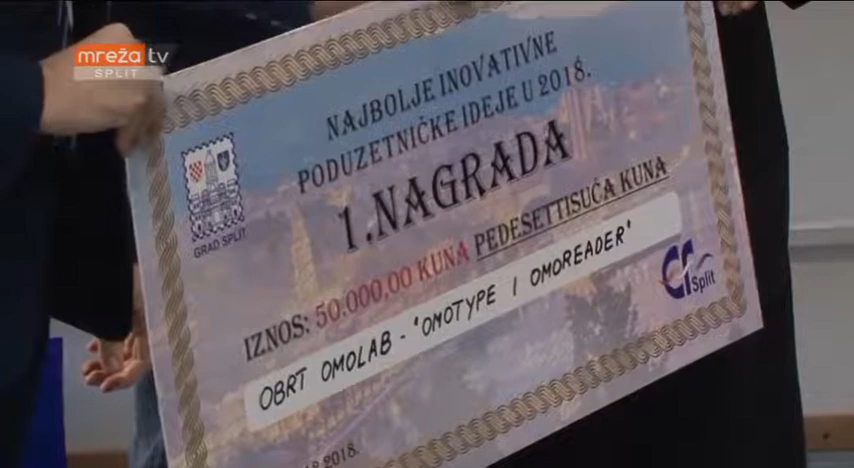 mreža tv
SPLIT
NAJBOLJE INOVATIVNE
PODUZETNIČKE IDEJE U 2018.
1. NAGRADA
IZNOS: 50.000,00 KUNA PEDESETTISUĆA KUNA
OBRT OMOLAB - "OMOTYPE I OMOREADER"
GRAD SPLIT
Split
2018.